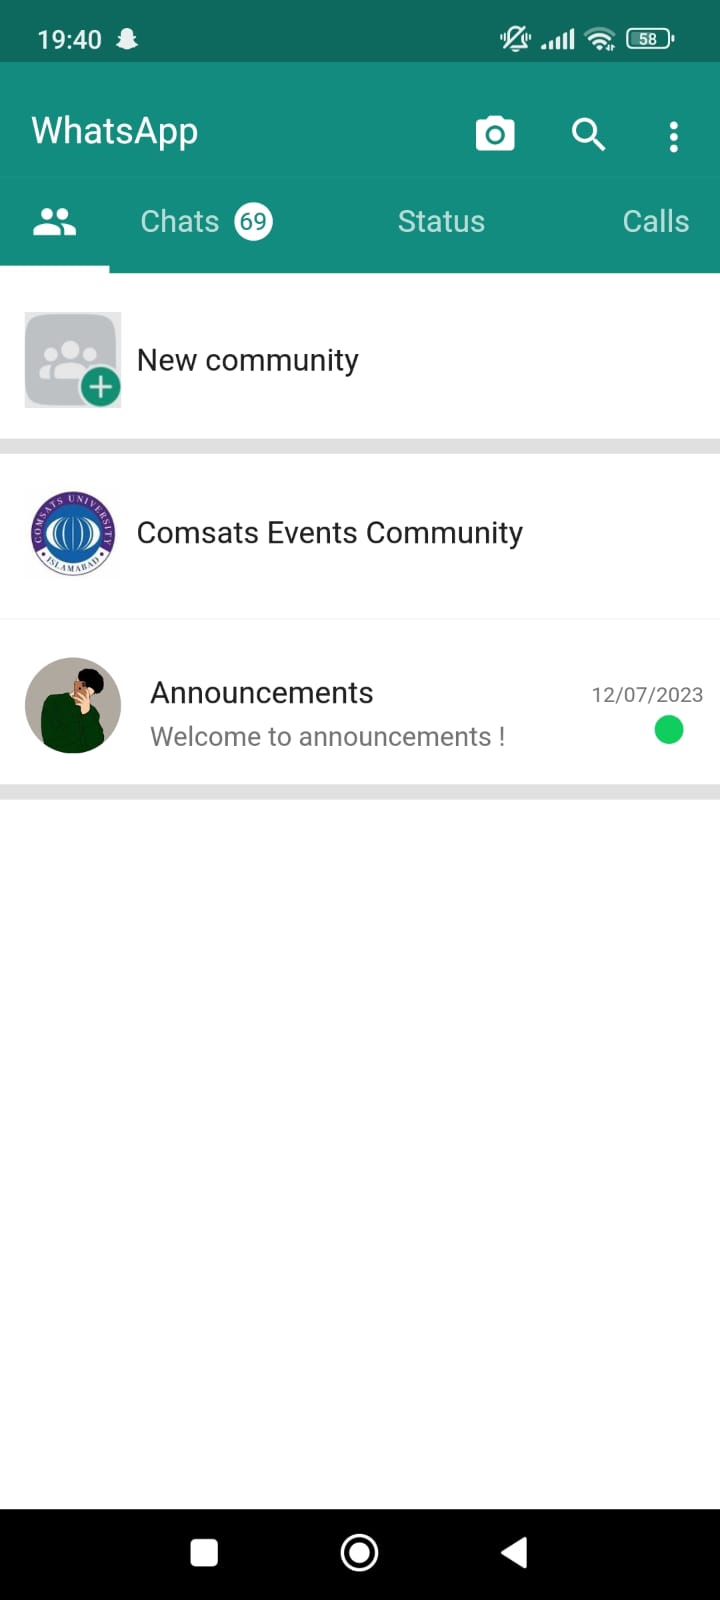 19:40
58
WhatsApp
Chats 69 Status Calls
New community
COMSATS UNIVERSITY
ISLAMABAD
Comsats Events Community
Announcements 12/07/2023
Welcome to announcements !